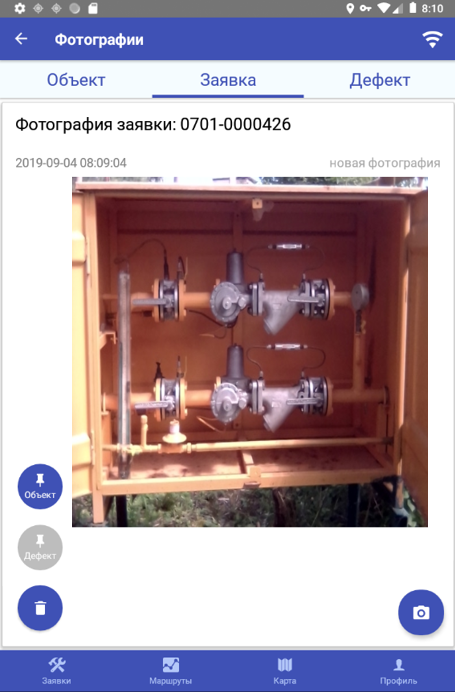 8:10
Фотографии
Объект
Заявка
Дефект
Фотография заявки: 0701-0000426
2019-09-04 08:09:04
новая фотография
Объект
Дефект
Заявки
Маршруты
Карта
Профиль